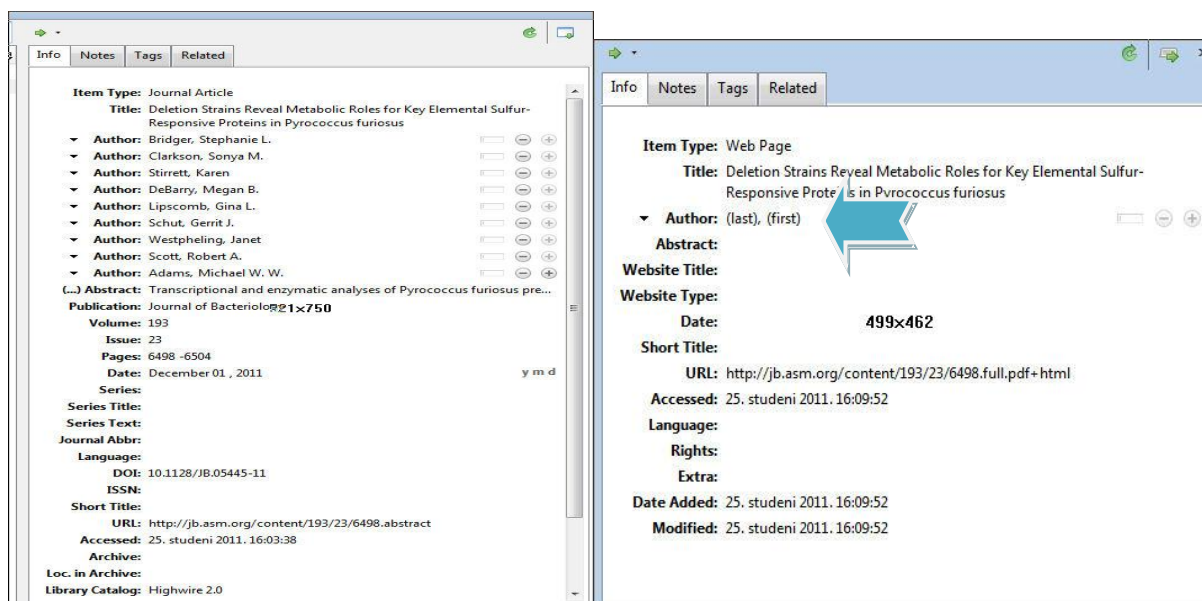 Info Notes Tags Related
Item Type: Journal Article
Title: Deletion Strains Reveal Metabolic Roles for Key Elemental Sulfur-
Responsive Proteins in Pyrococcus furiosus
Author: Bridger, Stephanie L.
Author: Clarkson, Sonya M.
Author: Stirrett, Karen
Author: DeBarry, Megan B.
Author: Lipscomb, Gina L.
Author: Schut, Gerrit J.
Author: Westpheling, Janet
Author: Scott, Robert A.
Author: Adams, Michael W. W.
(...) Abstract: Transcriptional and enzymatic analyses of Pyrococcus furiosus pre...
Publication: Journal of
Volume: 193
Issue: 23
Pages: 6498 -6504
Date: December 01 , 2011 y m d
Series:
Series Title:
Series Text:
Journal Abbr:
Language:
DOI: 10.1128/JB.05445-11
ISSN:
Short Title:
URL: http://jb.asm.org/content/193/23/6498.abstract
Accessed: 25. studeni 2011. 16:03:38
Archive:
Loc. in Archive:
Library Catalog: Highwire 2.0
Info Notes Tags Related
Item Type: Web Page
Title: Deletion Strains Reveal Metabolic Roles for Key Elemental Sulfur-
Responsive Proteins in Pyrococcus furiosus
Author: (last), (first)
Abstract:
Website Title:
Website Type:
Date:
499×462
Short Title:
URL: http://jb.asm.org/content/193/23/6498.full.pdf+html
Accessed: 25. studeni 2011. 16:09:52
Language:
Rights:
Extra:
Date Added: 25. studeni 2011. 16:09:52
Modified: 25. studeni 2011. 16:09:52